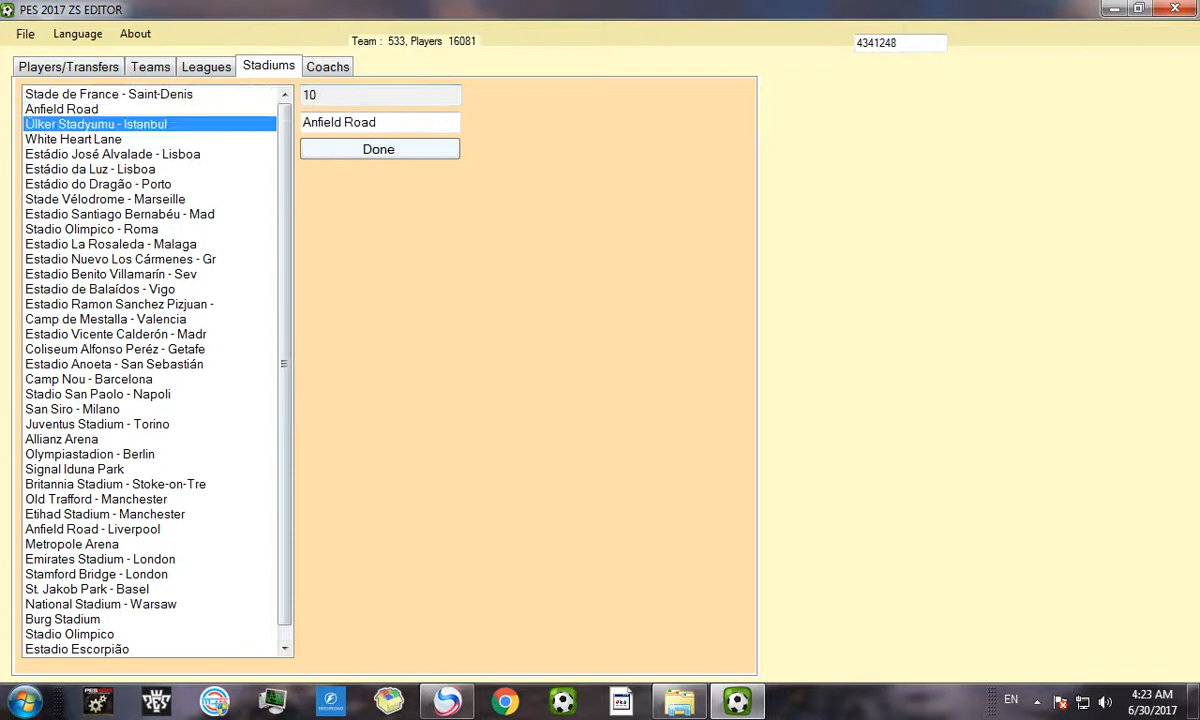 PES 2017 ZS EDITOR
File Language About
Team : 533, Players 16081
4341248
Players/Transfers Teams Leagues Stadiums Coachs
Stade de France - Saint-Denis
Anfield Road
Ülker Stadyumu - Istanbul
White Heart Lane
Estádio José Alvalade - Lisboa
Estádio da Luz - Lisboa
Estádio do Dragão - Porto
Stade Vélodrome - Marseille
Estadio Santiago Bernabéu - Mad
Stadio Olimpico - Roma
Estadio La Rosaleda - Malaga
Estadio Nuevo Los Cármenes - Gr
Estadio Benito Villamarín - Sev
Estadio de Balaídos - Vigo
Estadio Ramon Sanchez Pizjuan -
Camp de Mestalla - Valencia
Estadio Vicente Calderón - Madr
Coliseum Alfonso Peréz - Getafe
Estadio Anoeta - San Sebastián
Camp Nou - Barcelona
Stadio San Paolo - Napoli
San Siro - Milano
Juventus Stadium - Torino
Allianz Arena
Olympiastadion - Berlin
Signal Iduna Park
Britannia Stadium - Stoke-on-Tre
Old Trafford - Manchester
Etihad Stadium - Manchester
Anfield Road - Liverpool
Metropole Arena
Emirates Stadium - London
Stamford Bridge - London
St. Jakob Park - Basel
National Stadium - Warsaw
Burg Stadium
Stadio Olimpico
Estadio Escorpião
10
Anfield Road
Done
EN
4:23 AM
6/30/2017